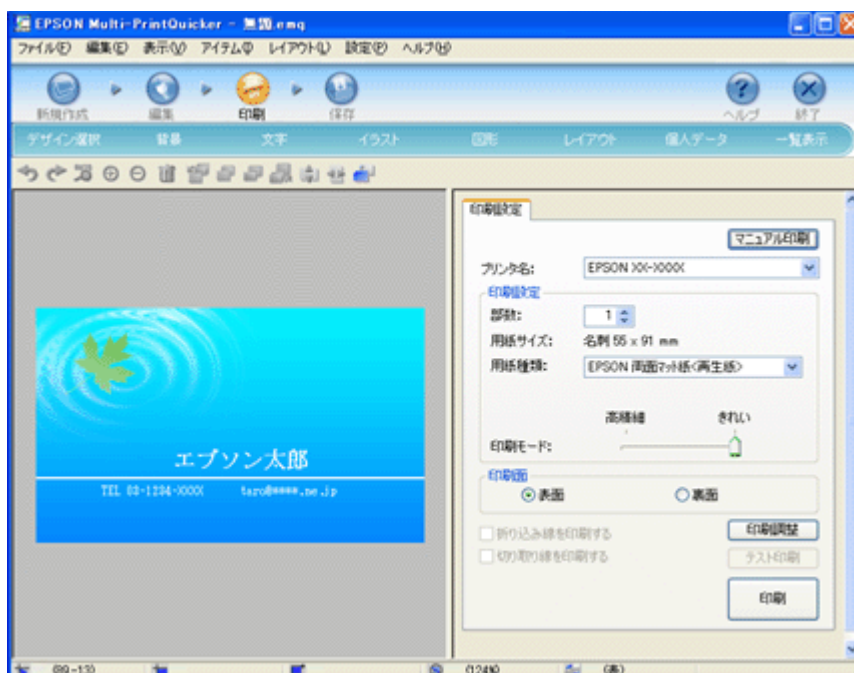 EPSON Multi-PrintQuicker - 無題.emq
ファイル(F) 編集(E) 表示(V) アイテム(I) レイアウト(L) 設定(P) ヘルプ(H)
新規作成 編集 印刷 保存 ヘルプ 終了
デザイン選択 背景 文字 イラスト 図形 レイアウト 個人データ 一覧表示
印刷設定
マニュアル印刷
プリンタ名: EPSON XX-XXXX
印刷設定
部数: 1
用紙サイズ: 名刺 55 x 91 mm
用紙種類: EPSON 両面マット紙<再生紙>
高精細 きれい
印刷モード:
印刷面
表面 裏面
折り込み線を印刷する 印刷調整
切り取り線を印刷する テスト印刷
印刷
エプソン太郎
TEL 03-1234-XXXX taro@****.ne.jp
(89-13) (124%) (表)